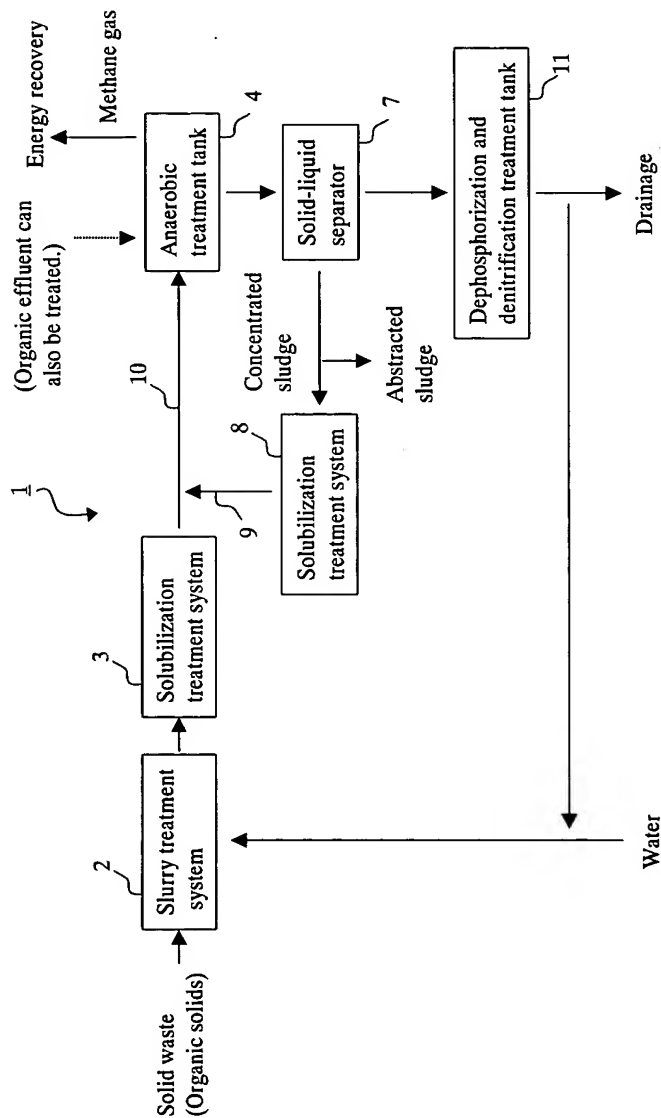 1
Solid waste
(Organic solids)
2
Slurry treatment
system
3
Solubilization
treatment system
10
(Organic effluent can
also be treated.)
Energy recovery
Methane gas
4
Anaerobic
treatment tank
7
Solid-liquid
separator
Concentrated
sludge
Abstracted
sludge
8
Solubilization
treatment system
9
11
Dephosphorization and
denitrification treatment tank
Water
Drainage